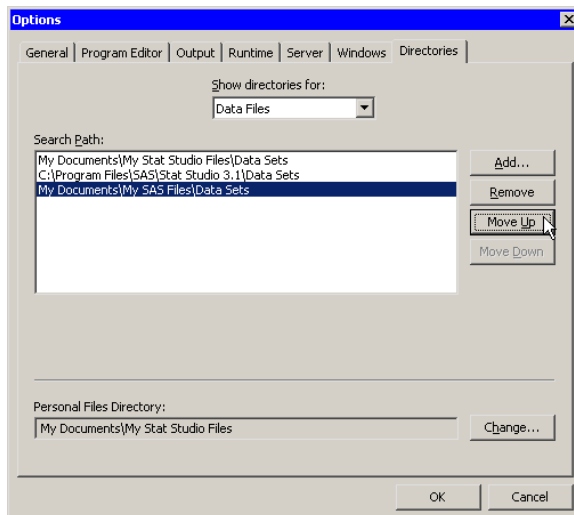 Options
General Program Editor Output Runtime Server Windows Directories
Show directories for:
Data Files
Search Path:
My Documents\My Stat Studio Files\Data Sets
C:\Program Files\SAS\Stat Studio 3.1\Data Sets
My Documents\My SAS Files\Data Sets
Add...
Remove
Move Up
Move Down
Personal Files Directory:
My Documents\My Stat Studio Files
Change...
OK Cancel